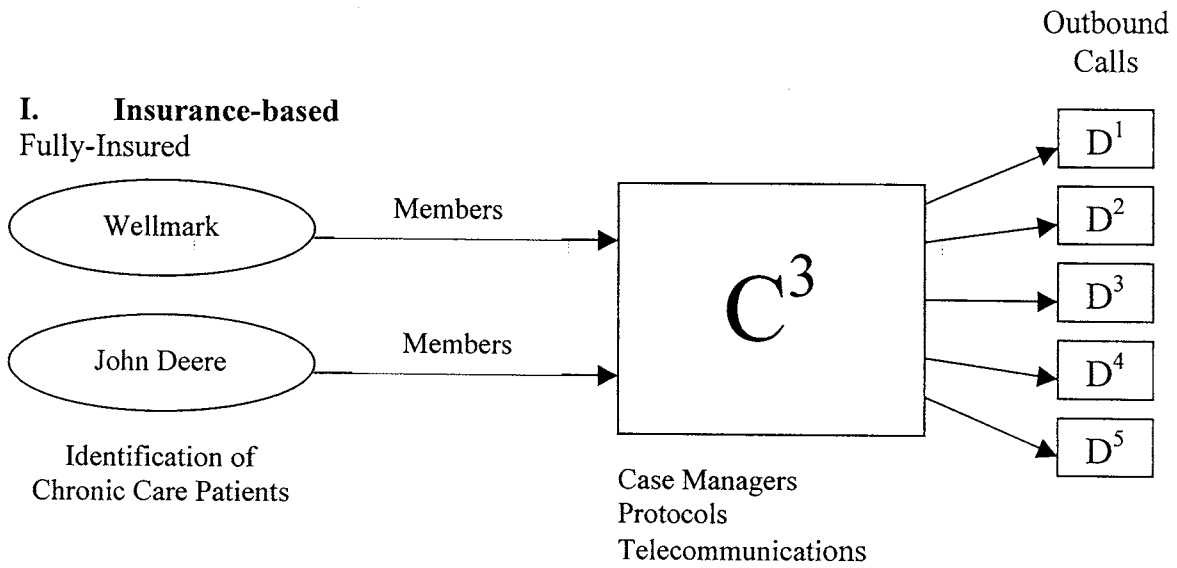 Outbound
Calls
I. Insurance-based
Fully-Insured
Wellmark
Members
John Deere
Members
Identification of
Chronic Care Patients
C³
Case Managers
Protocols
Telecommunications
D¹
D²
D³
D⁴
D⁵